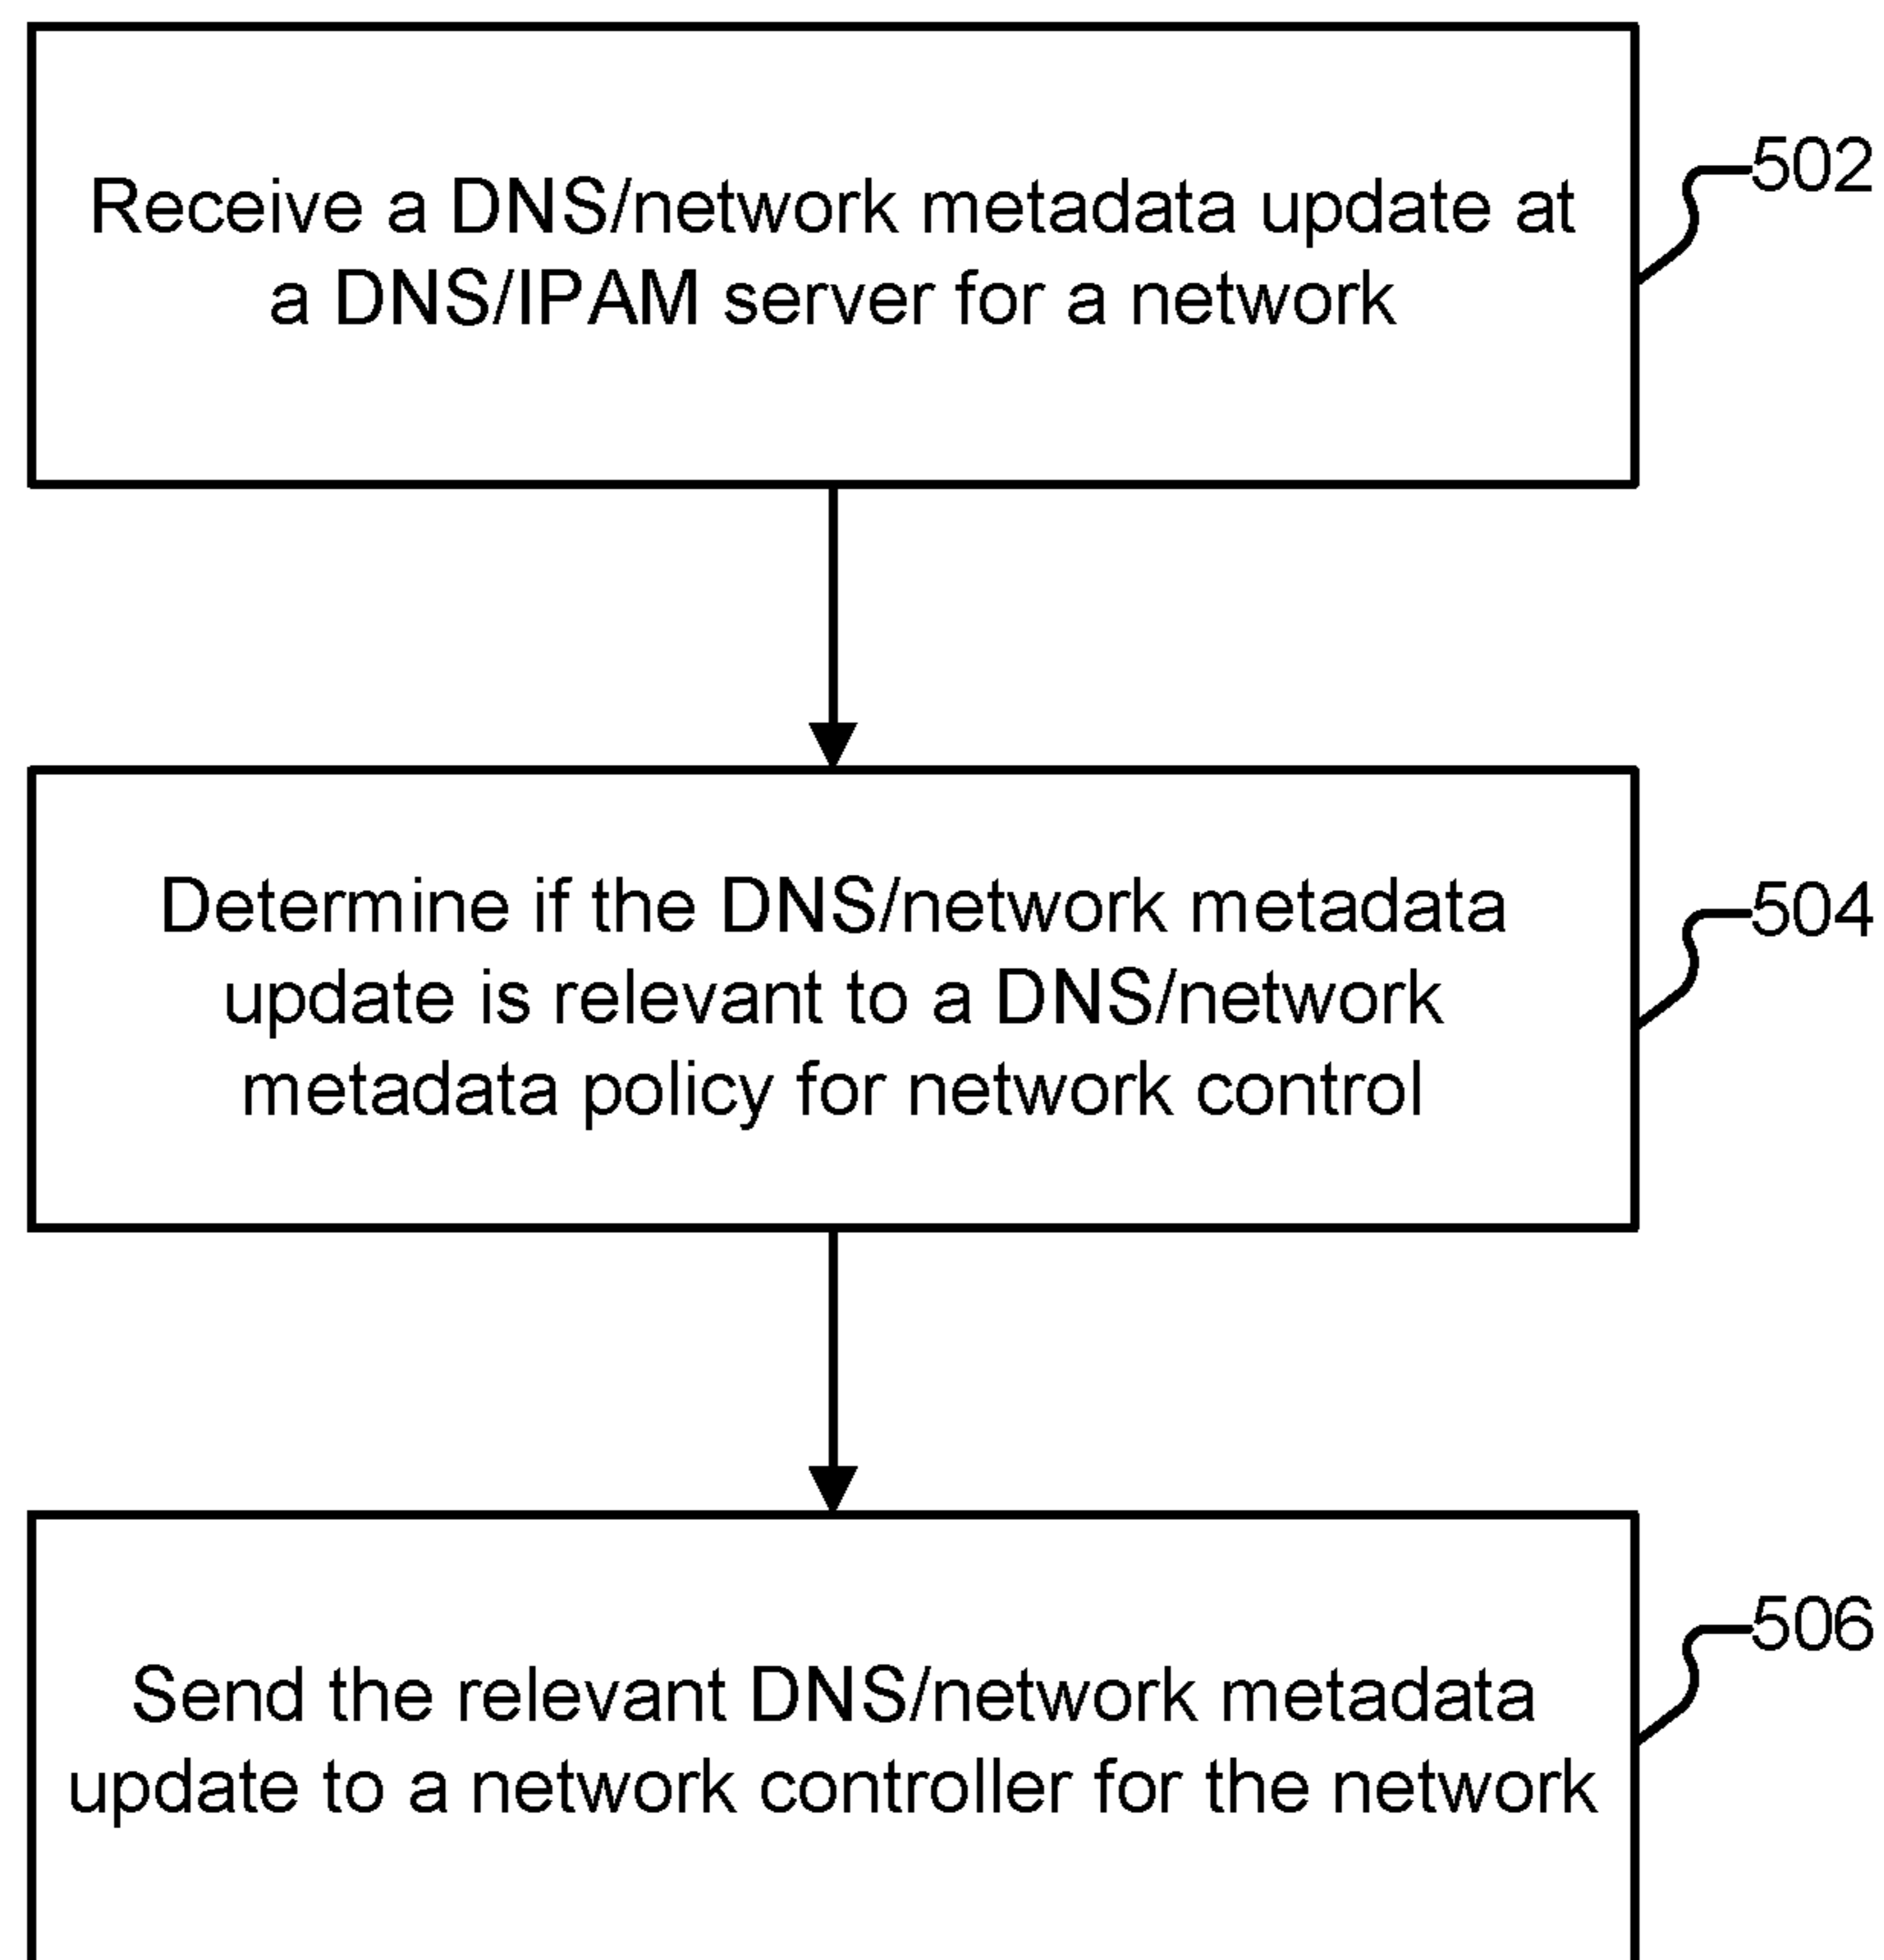 Receive a DNS/network metadata update at
a DNS/IPAM server for a network
502
Determine if the DNS/network metadata
update is relevant to a DNS/network
metadata policy for network control
504
Send the relevant DNS/network metadata
update to a network controller for the network
506